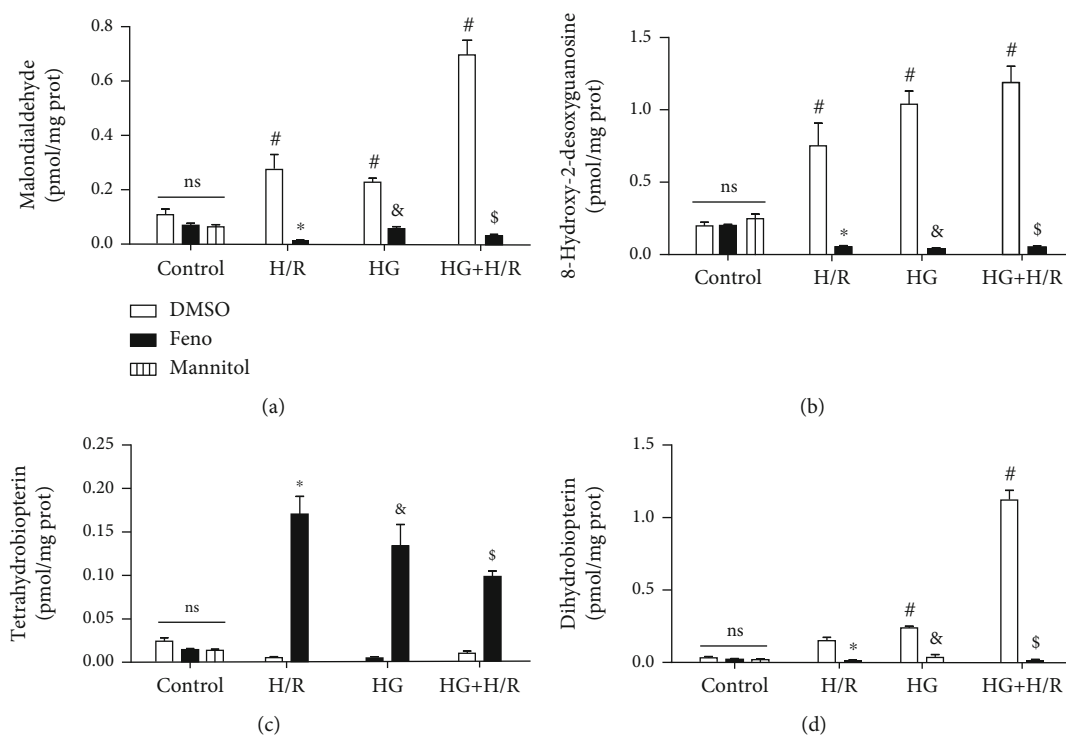 (a)
Malondialdehyde
(pmol/mg prot)
0.8
0.6
0.4
0.2
0.0
ns
#
*
#
&
#
$
Control
H/R
HG
HG+H/R
DMSO
Feno
Mannitol
(b)
8-Hydroxy-2-desoxyguanosine
(pmol/mg prot)
1.5
1.0
0.5
0.0
ns
#
*
#
&
#
$
Control
H/R
HG
HG+H/R
(c)
Tetrahydrobiopterin
(pmol/mg prot)
0.25
0.20
0.15
0.10
0.05
0.00
ns
*
&
$
Control
H/R
HG
HG+H/R
(d)
Dihydrobiopterin
(pmol/mg prot)
1.5
1.0
0.5
0.0
ns
*
#
&
#
$
Control
H/R
HG
HG+H/R